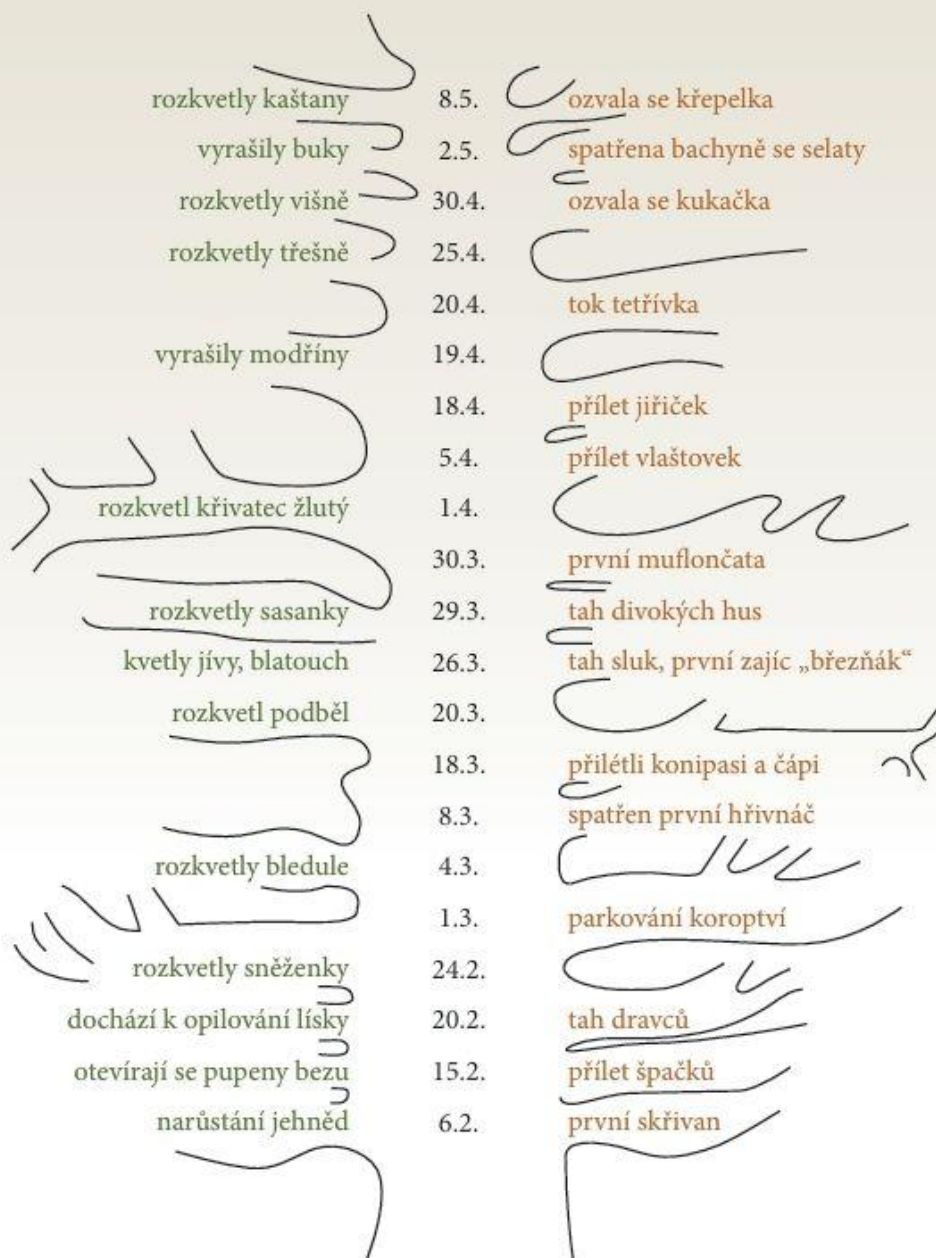 rozkvetly kaštany 8.5. ozvala se křepelka
vyrašily buky 2.5. spatřena bachyně se selaty
rozkvetly višně 30.4. ozvala se kukačka
rozkvetly třešně 25.4.
20.4. tok tetřívka
vyrašily modříny 19.4.
18.4. přílet jiřiček
5.4. přílet vlaštovek
rozkvetl křivatec žlutý 1.4.
30.3. první muflončata
rozkvetly sasanky 29.3. tah divokých hus
kvetly jívy, blatouch 26.3. tah sluk, první zajíc „březňák“
rozkvetl podběl 20.3.
18.3. přilétli konipasi a čápi
8.3. spatřen první hřivnáč
rozkvetly bledule 4.3.
1.3. parkování koroptví
rozkvetly sněženky 24.2.
dochází k opilování lísky 20.2. tah dravců
otevírají se pupeny bezu 15.2. přílet špačků
narůstání jehněd 6.2. první skřivan